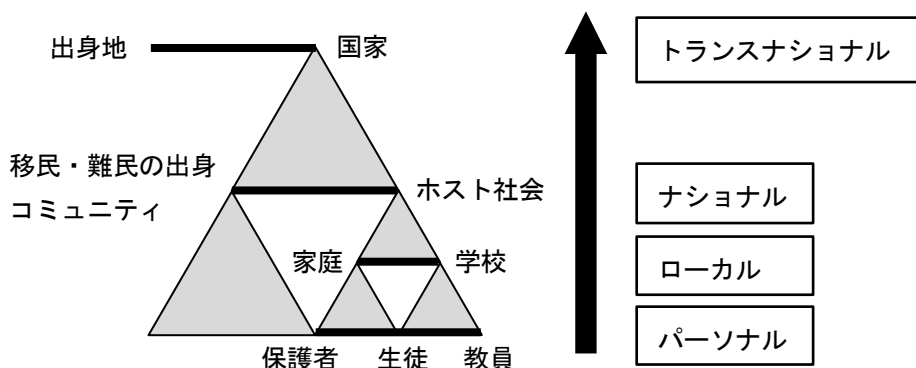 出身地
国家
トランスナショナル
移民・難民の出身
コミュニティ
ホスト社会
ナショナル
家庭
学校
ローカル
保護者
生徒
教員
パーソナル